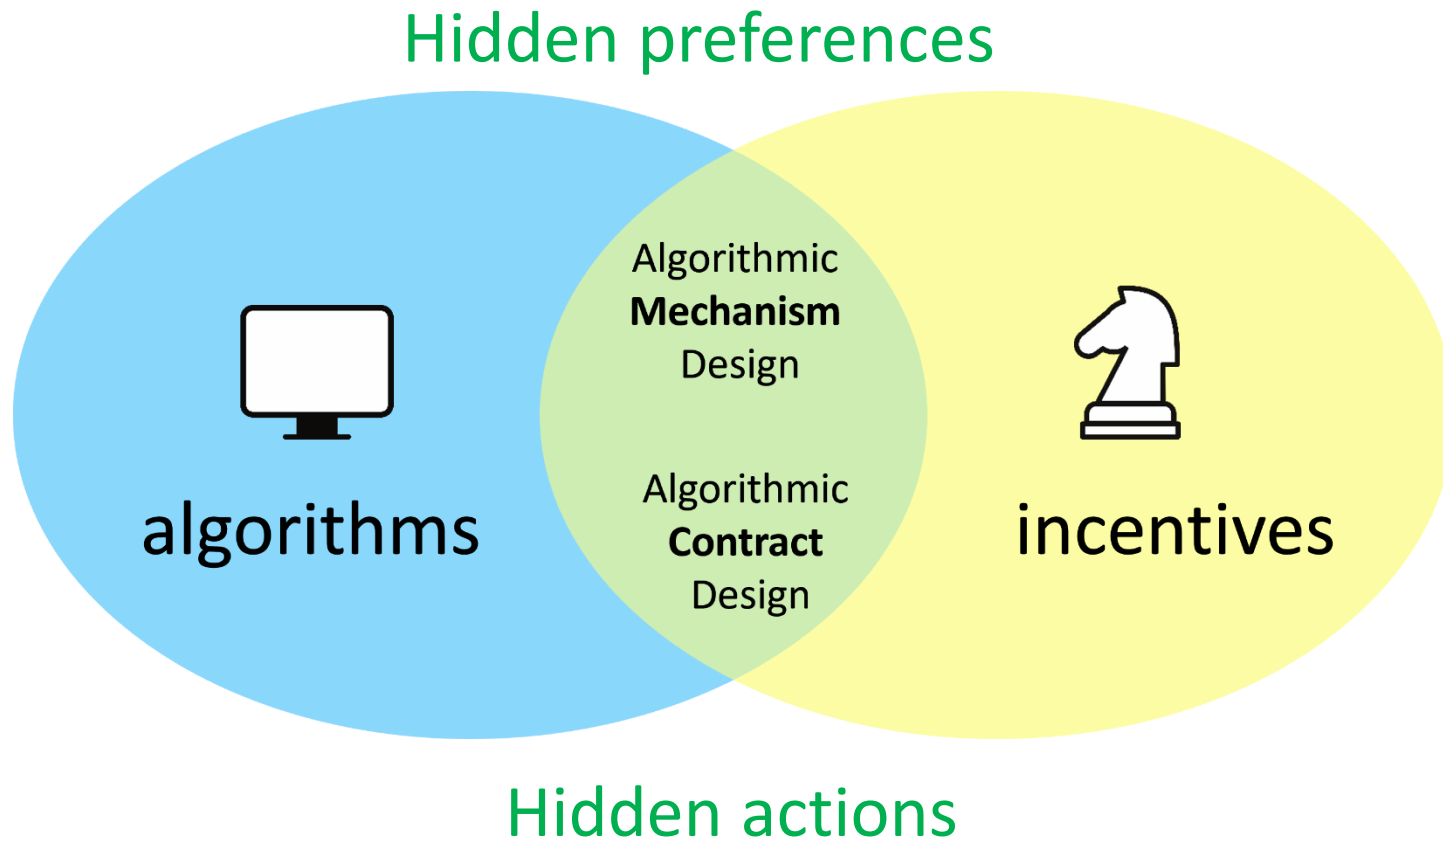 Hidden preferences
Algorithmic
Mechanism
Design
algorithms
Algorithmic
Contract
Design
incentives
Hidden actions